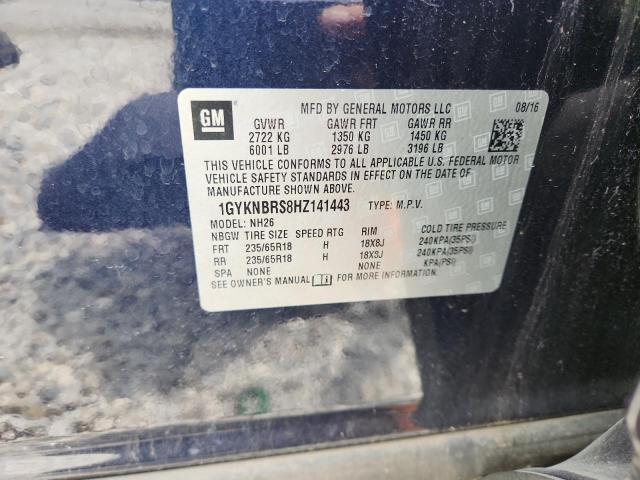 GM
MFD BY GENERAL MOTORS LLC 08/16
GVWR GAWR FRT GAWR RR
2722 KG 1350 KG 1450 KG
6001 LB 2976 LB 3196 LB
THIS VEHICLE CONFORMS TO ALL APPLICABLE U.S. FEDERAL MOTOR
VEHICLE SAFETY STANDARDS IN EFFECT ON THE DATE OF
MANUFACTURE SHOWN ABOVE.
1GYKNBRS8HZ141443 TYPE: M.P.V.
MODEL: NH26
NBGW TIRE SIZE SPEED RTG RIM COLD TIRE PRESSURE
FRT 235/65R18 H 18X8J 240KPA(35PSI)
RR 235/65R18 H 18X8J 240KPA(35PSI)
SPA NONE NONE KPA(PSI)
SEE OWNER'S MANUAL FOR MORE INFORMATION.